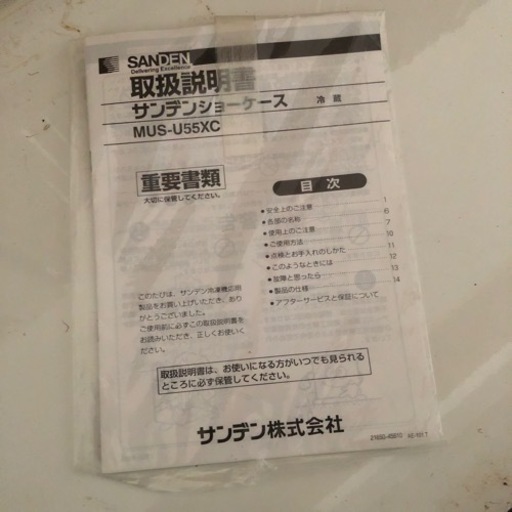 SANDEN
Delivering Excellence
取扱説明書
サンデンショーケース 冷蔵
MUS-U55XC
重要書類
大切に保管してください。
目次
●安全上のご注意 1
●各部の名称 6
●使用上のご注意 7
●ご使用方法 10
●点検とお手入れのしかた 11
●このようなときには 12
●故障と思ったら 13
●製品の仕様 14
●アフターサービスと保証について
このたびは、サンデン冷凍機応用
製品をお買い上げいただき、あり
がとうございました。
ご使用前に必ずこの取扱説明書を
お読みいただき、正しくお使いく
ださい。
取扱説明書は、お使いになる方がいつでも見られる
ところに必ず保管してください。
サンデン株式会社